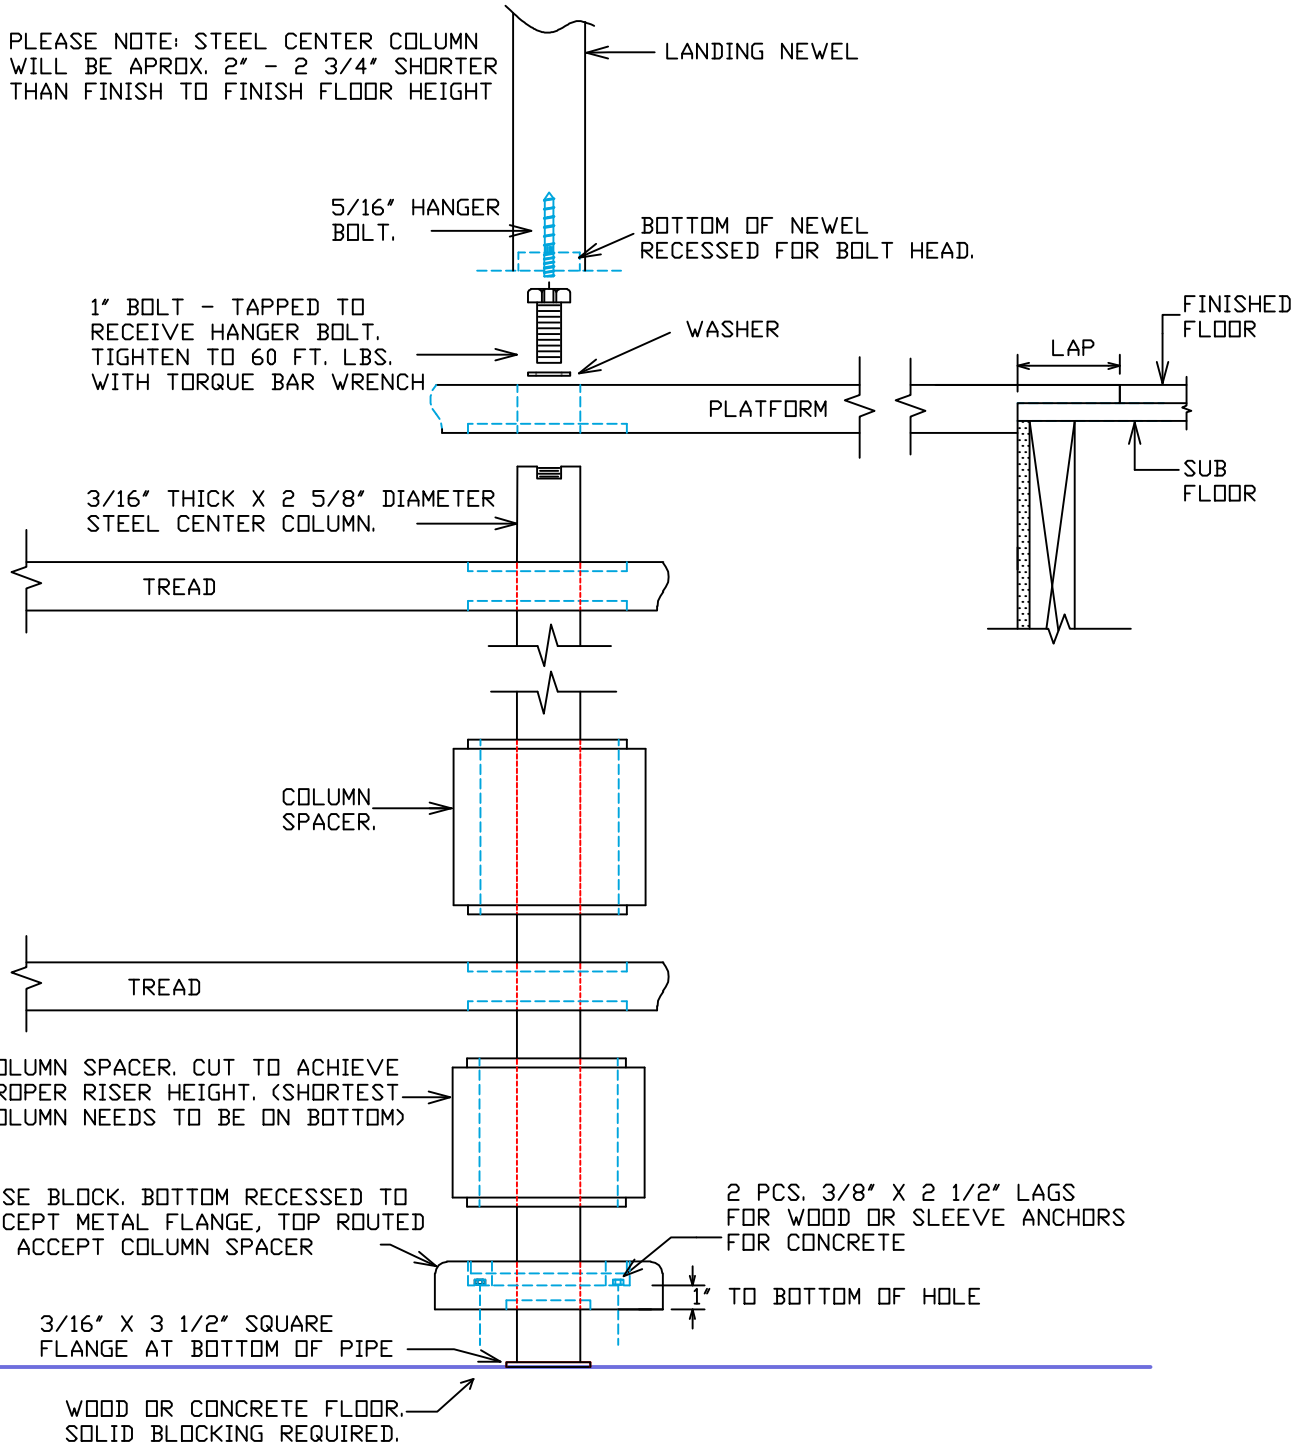 PLEASE NOTE: STEEL CENTER COLUMN
WILL BE APROX. 2" - 2 3/4" SHORTER
THAN FINISH TO FINISH FLOOR HEIGHT
LANDING NEWEL
5/16" HANGER
BOLT.
BOTTOM OF NEWEL
RECESSED FOR BOLT HEAD.
1" BOLT - TAPPED TO
RECEIVE HANGER BOLT.
TIGHTEN TO 60 FT. LBS.
WITH TORQUE BAR WRENCH
WASHER
FINISHED
FLOOR
LAP
PLATFORM
SUB
FLOOR
3/16" THICK X 2 5/8" DIAMETER
STEEL CENTER COLUMN.
TREAD
COLUMN
SPACER.
TREAD
OLUMN SPACER. CUT TO ACHIEVE
ROPER RISER HEIGHT. (SHORTEST
OLUMN NEEDS TO BE ON BOTTOM)
SE BLOCK. BOTTOM RECESSED TO
CEPT METAL FLANGE, TOP ROUTED
ACCEPT COLUMN SPACER
2 PCS. 3/8" X 2 1/2" LAGS
FOR WOOD OR SLEEVE ANCHORS
FOR CONCRETE
1" TO BOTTOM OF HOLE
3/16" X 3 1/2" SQUARE
FLANGE AT BOTTOM OF PIPE
WOOD OR CONCRETE FLOOR.
SOLID BLOCKING REQUIRED.